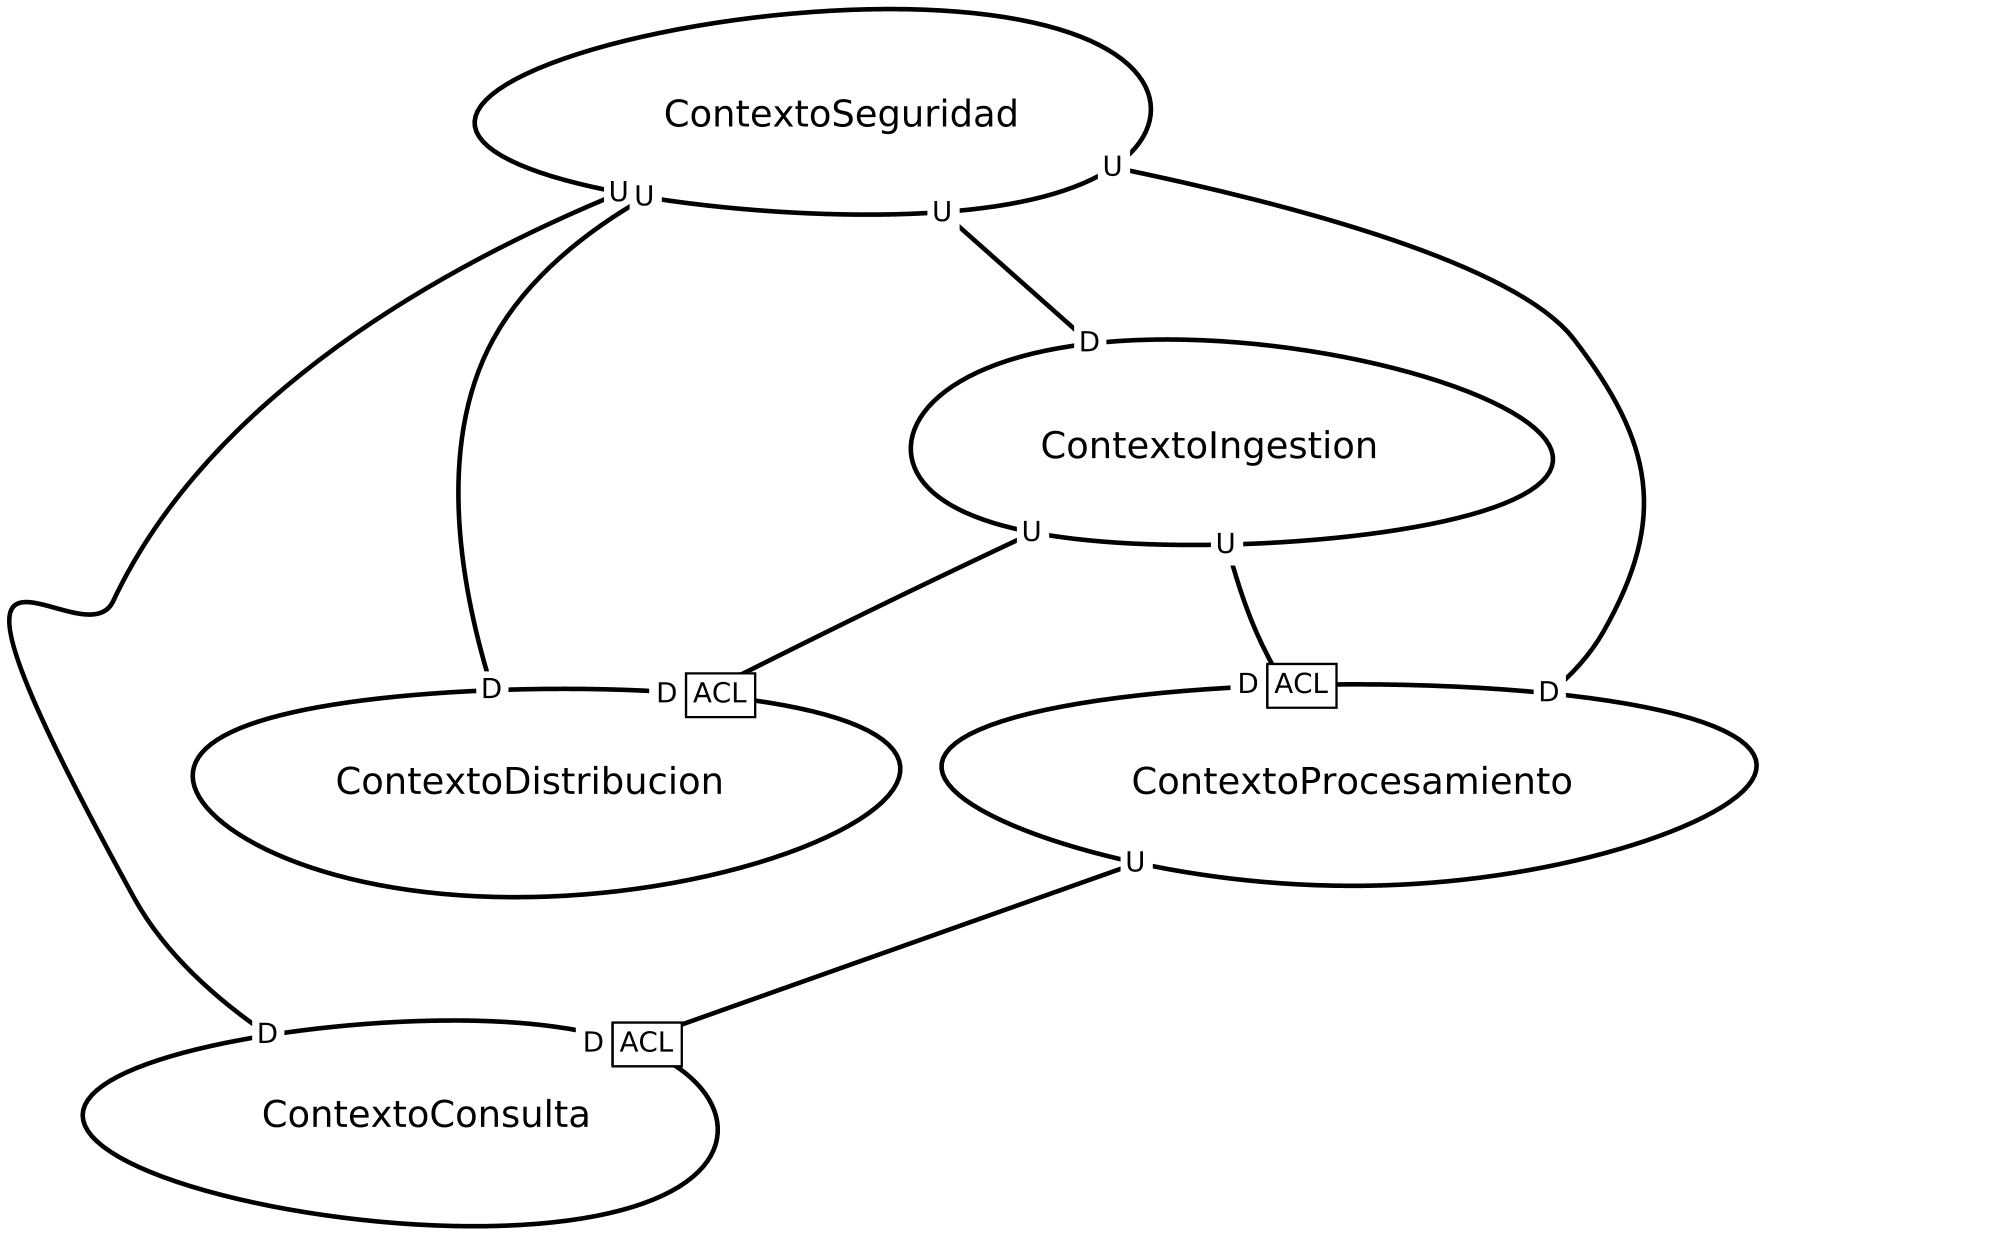 ContextoSeguridad
U U U U
D
ContextoIngestion
U U
D D ACL
D ACL D
ContextoDistribucion
ContextoProcesamiento
U
D D ACL
ContextoConsulta